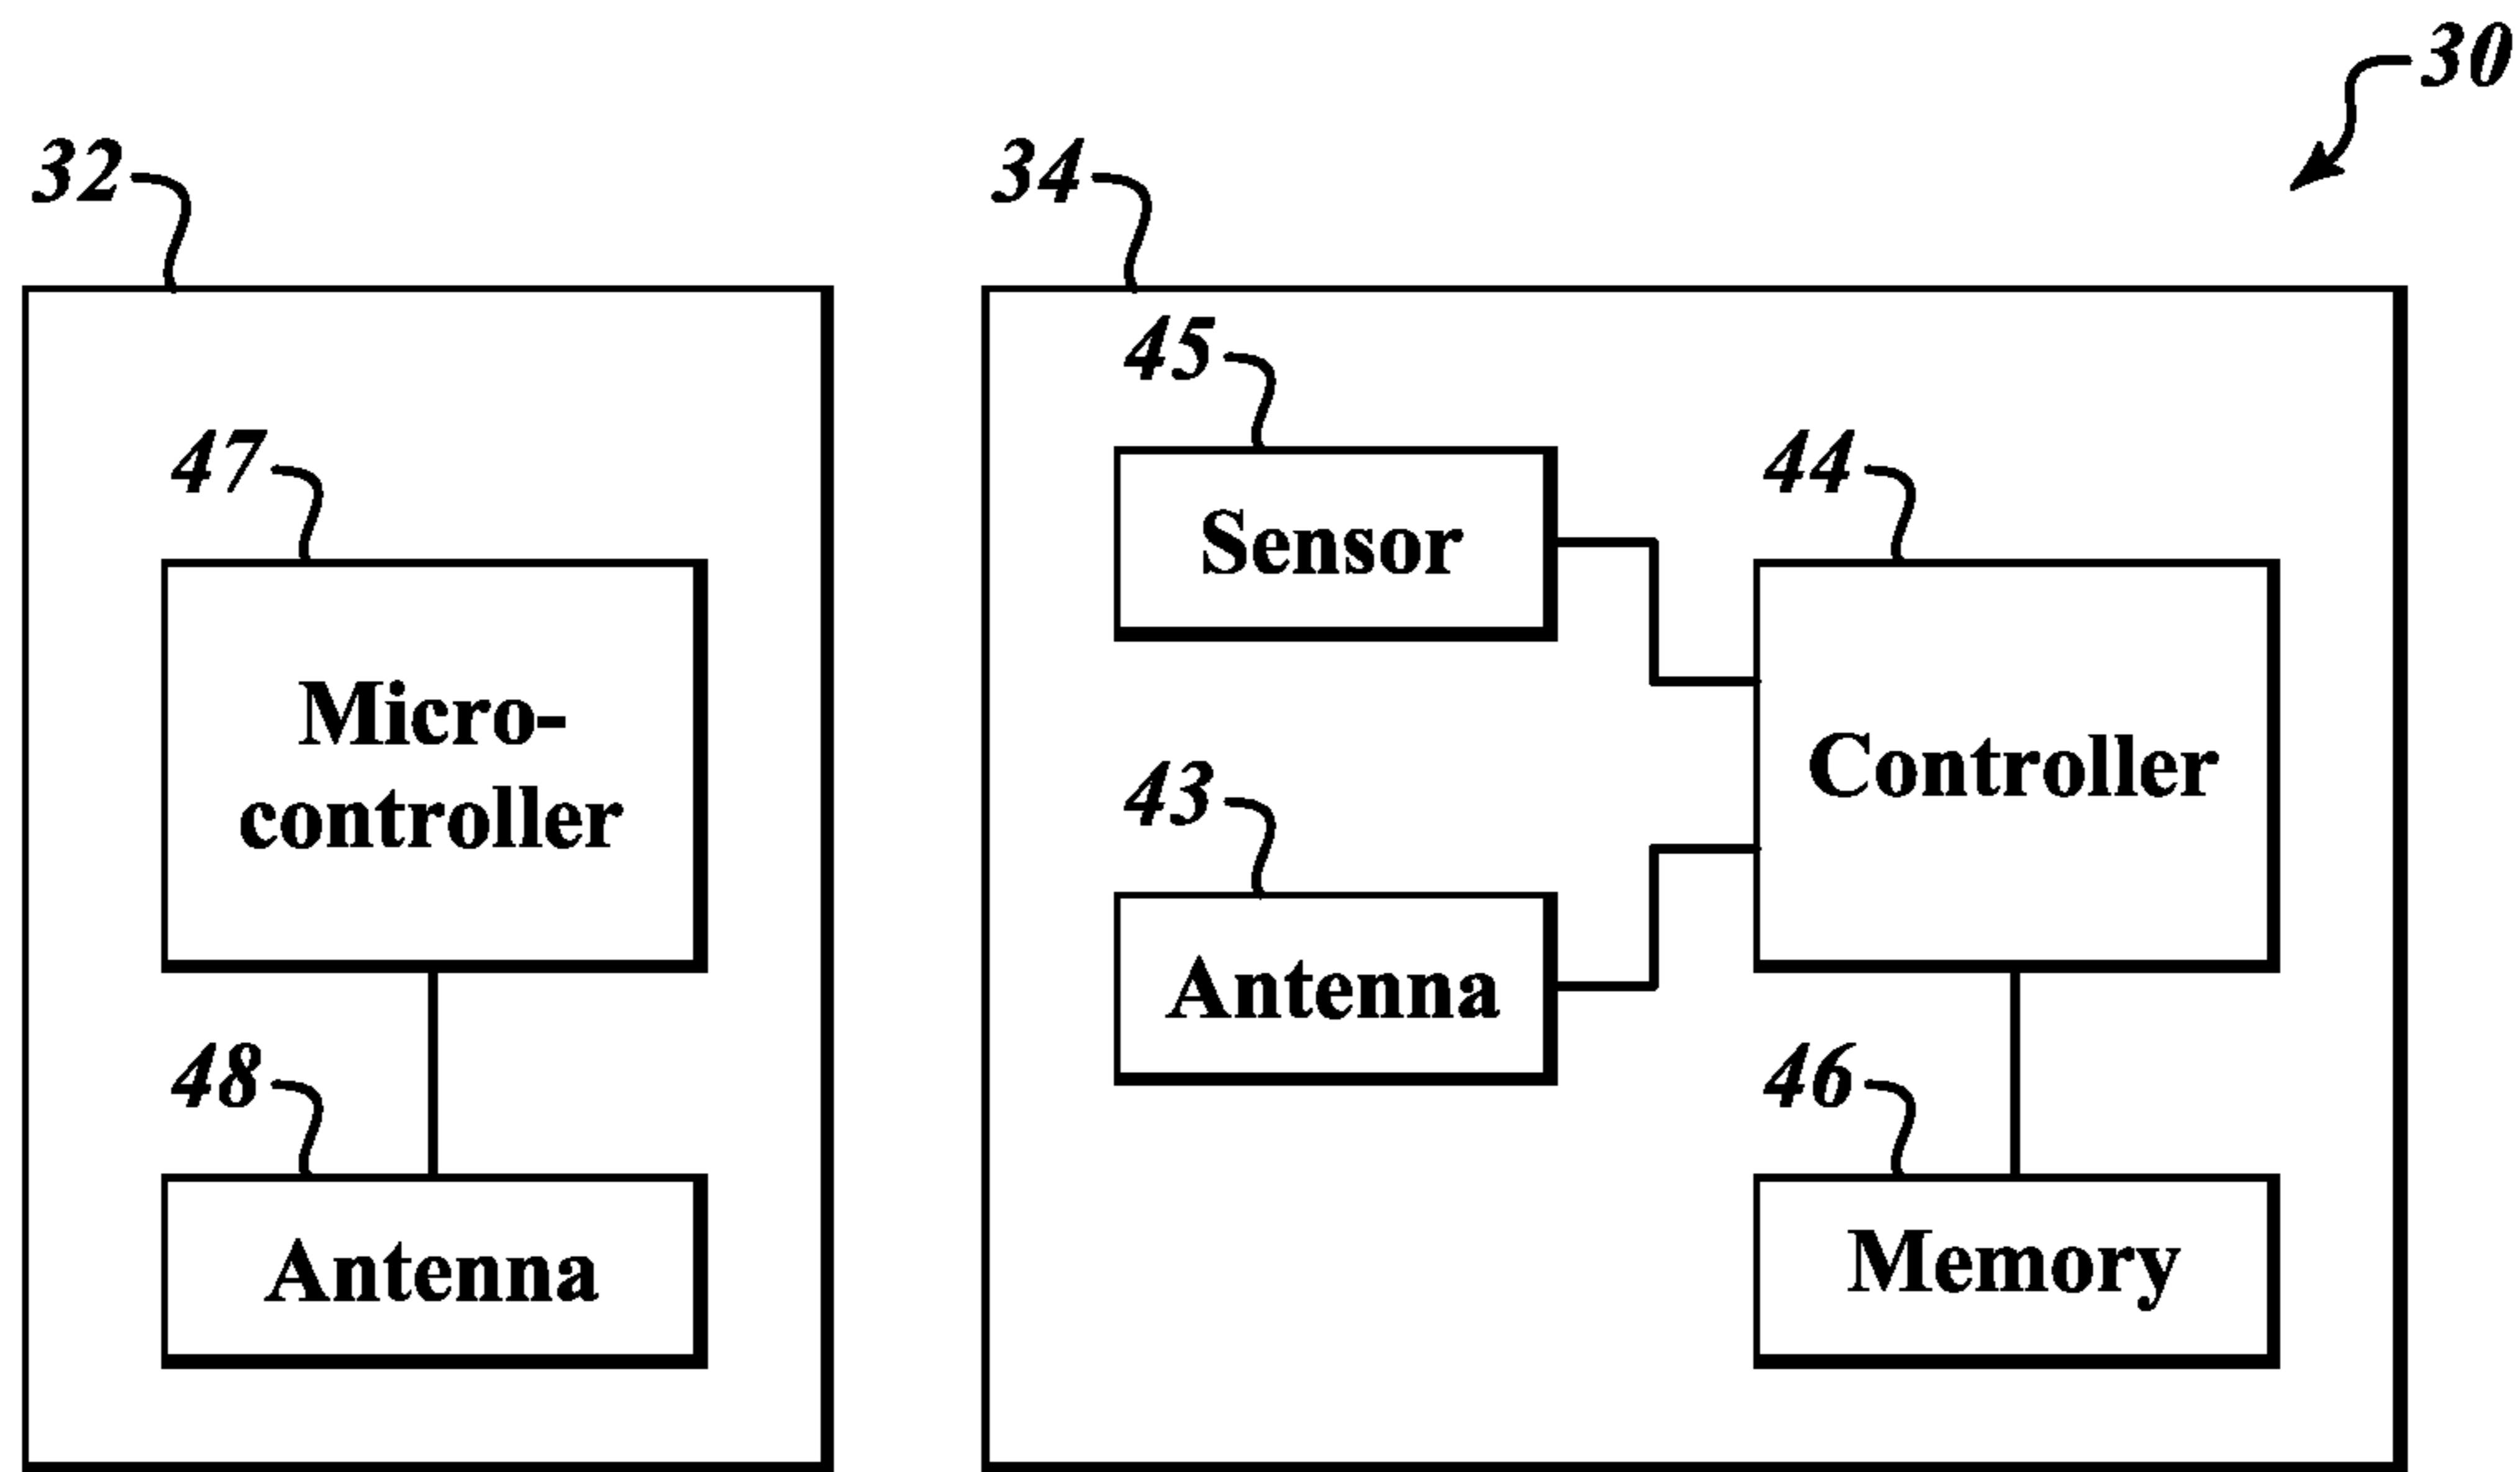 30
32
34
45
47
44
Sensor
Micro-
controller
Controller
43
Antenna
48
46
Antenna
Memory